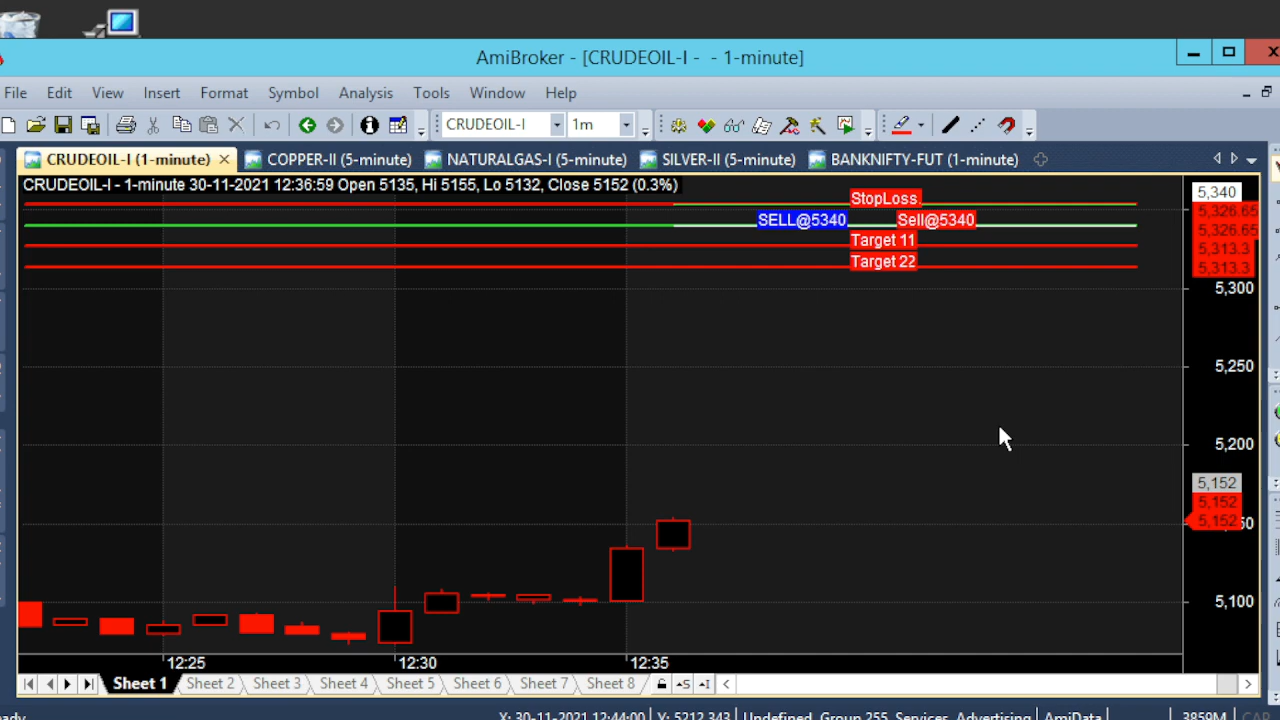 AmiBroker - [CRUDEOIL-I - - 1-minute]
File Edit View Insert Format Symbol Analysis Tools Window Help
CRUDEOIL-I 1m
CRUDEOIL-I (1-minute) COPPER-II (5-minute) NATURALGAS-I (5-minute) SILVER-II (5-minute) BANKNIFTY-FUT (1-minute)
CRUDEOIL-I - 1-minute 30-11-2021 12:36:59 Open 5135, Hi 5155, Lo 5132, Close 5152 (0.3%)
5,340
StopLoss
5,326.65
SELL@5340 Sell@5340
5,326.65
Target 11
5,313.3
Target 22
5,313.3
5,300
5,250
5,200
5,152
5,152
5,152
5,100
12:25 12:30 12:35
Sheet 1 Sheet 2 Sheet 3 Sheet 4 Sheet 5 Sheet 6 Sheet 7 Sheet 8
X: 30-11-2021 12:44:00 Y: 5212.343 Undefined, Group 255, Services, Advertising AmiData 3859M CAP